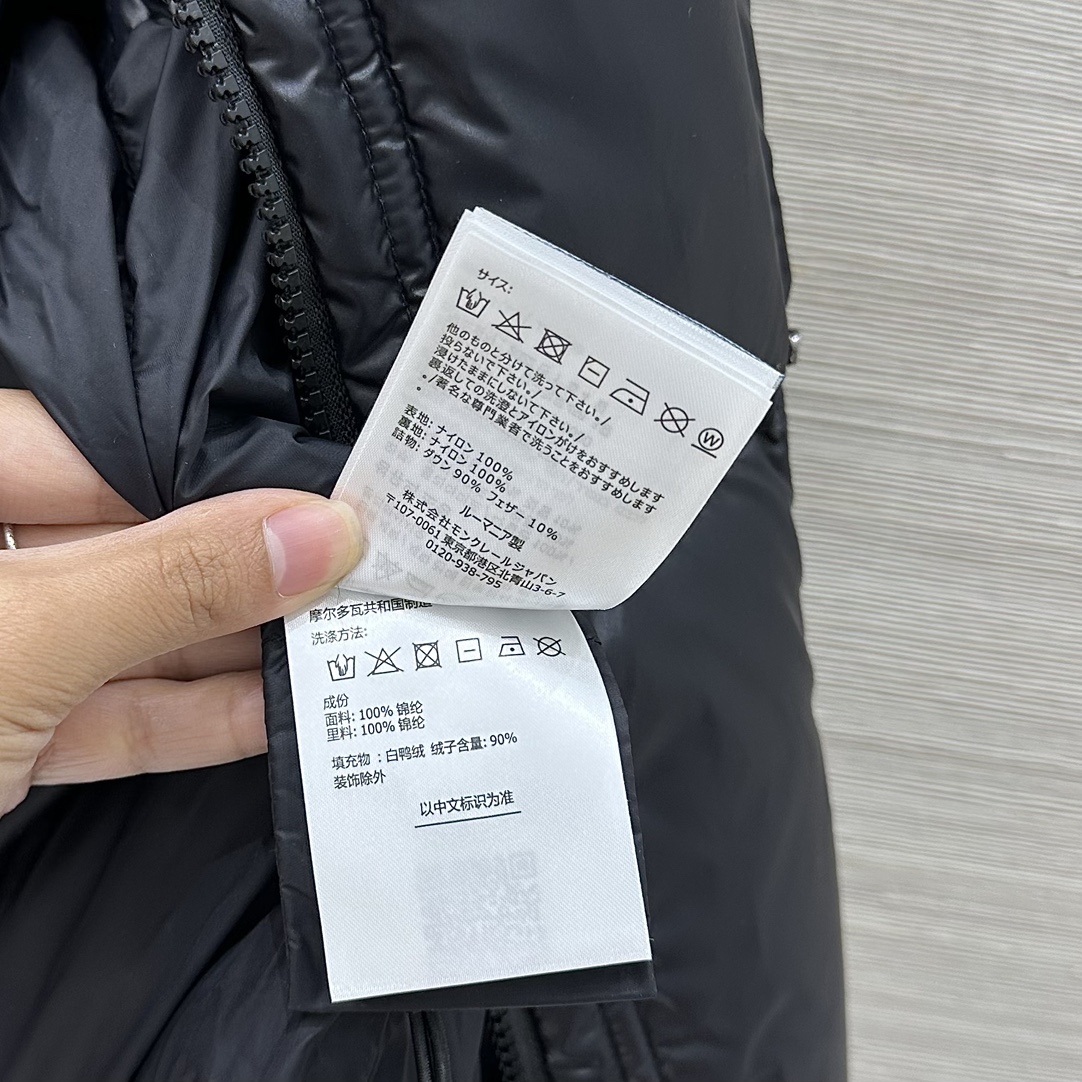 サイズ:
W
他のものと分けて洗って下さい。/
投らないで下さい。/
浸けたままにしないて下さい。/
裏返しての洗澄とアイロンがけをおすすめします
。/著名な専門業者で洗うことをおすすめします
。
表地: ナイロン 100%
裏地: ナイロン 100%
詰物: ダウン 90% フェザー 10%
ルーマニア製
株式会社モンクレールジャパン
〒107-0061 東京都港区北青山3-6-7
0120-938-795
摩尔多瓦共和国制造
洗涤方法:
成份
面料: 100% 锦纶
里料: 100% 锦纶
填充物 : 白鸭绒 绒子含量: 90%
装饰除外
以中文标识为准